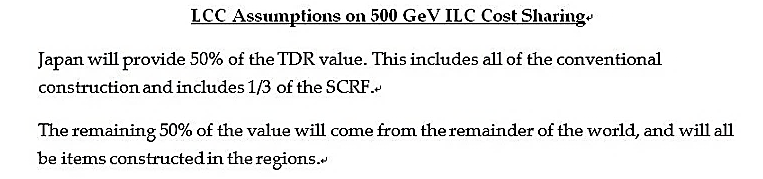 LCC Assumptions on 500 GeV ILC Cost Sharing
Japan will provide 50% of the TDR value. This includes all of the conventional
construction and includes 1/3 of the SCRF.
The remaining 50% of the value will come from the remainder of the world, and will all
be items constructed in the regions.